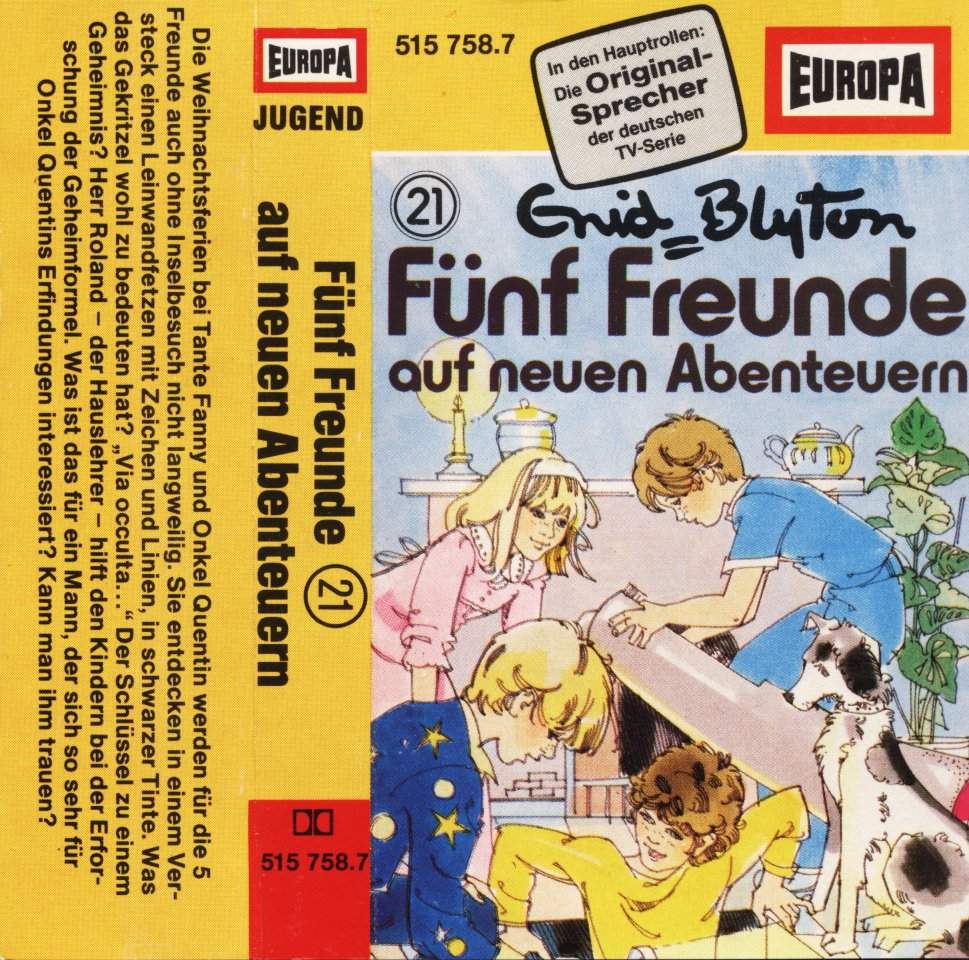 Die Weihnachtsferien bei Tante Fanny und Onkel Quentin werden für die 5
Freunde auch ohne Inselbesuch nicht langweilig. Sie entdecken in einem Ver-
steck einen Leinwandfetzen mit Zeichen und Linien, in schwarzer Tinte. Was
das Gekritzel wohl zu bedeuten hat? „Via occulta..." Der Schlüssel zu einem
Geheimnis? Herr Roland – der Hauslehrer – hilft den Kindern bei der Erfor-
schung der Geheimformel. Was ist das für ein Mann, der sich so sehr für
Onkel Quentins Erfindungen interessiert? Kann man ihm trauen?
EUROPA
JUGEND
Fünf Freunde 21
auf neuen Abenteuern
515 758.7
515 758.7
In den Hauptrollen:
Die Original-
Sprecher
der deutschen
TV-Serie
EUROPA
21
Enid Blyton
Fünf Freunde
auf neuen Abenteuern